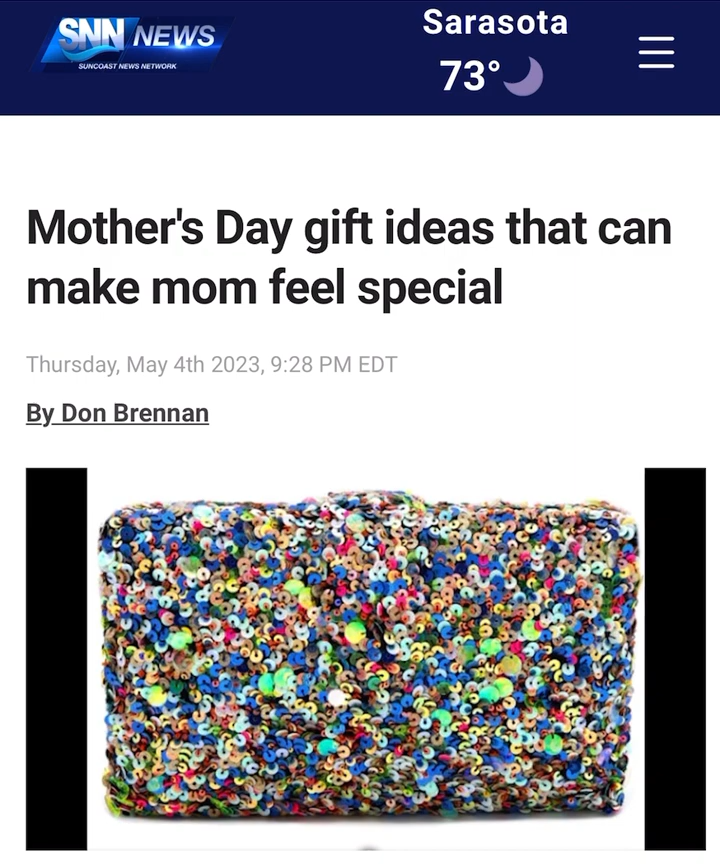 SNN NEWS
SUNCOAST NEWS NETWORK
Sarasota
73°
Mother's Day gift ideas that can
make mom feel special
Thursday, May 4th 2023, 9:28 PM EDT
By Don Brennan